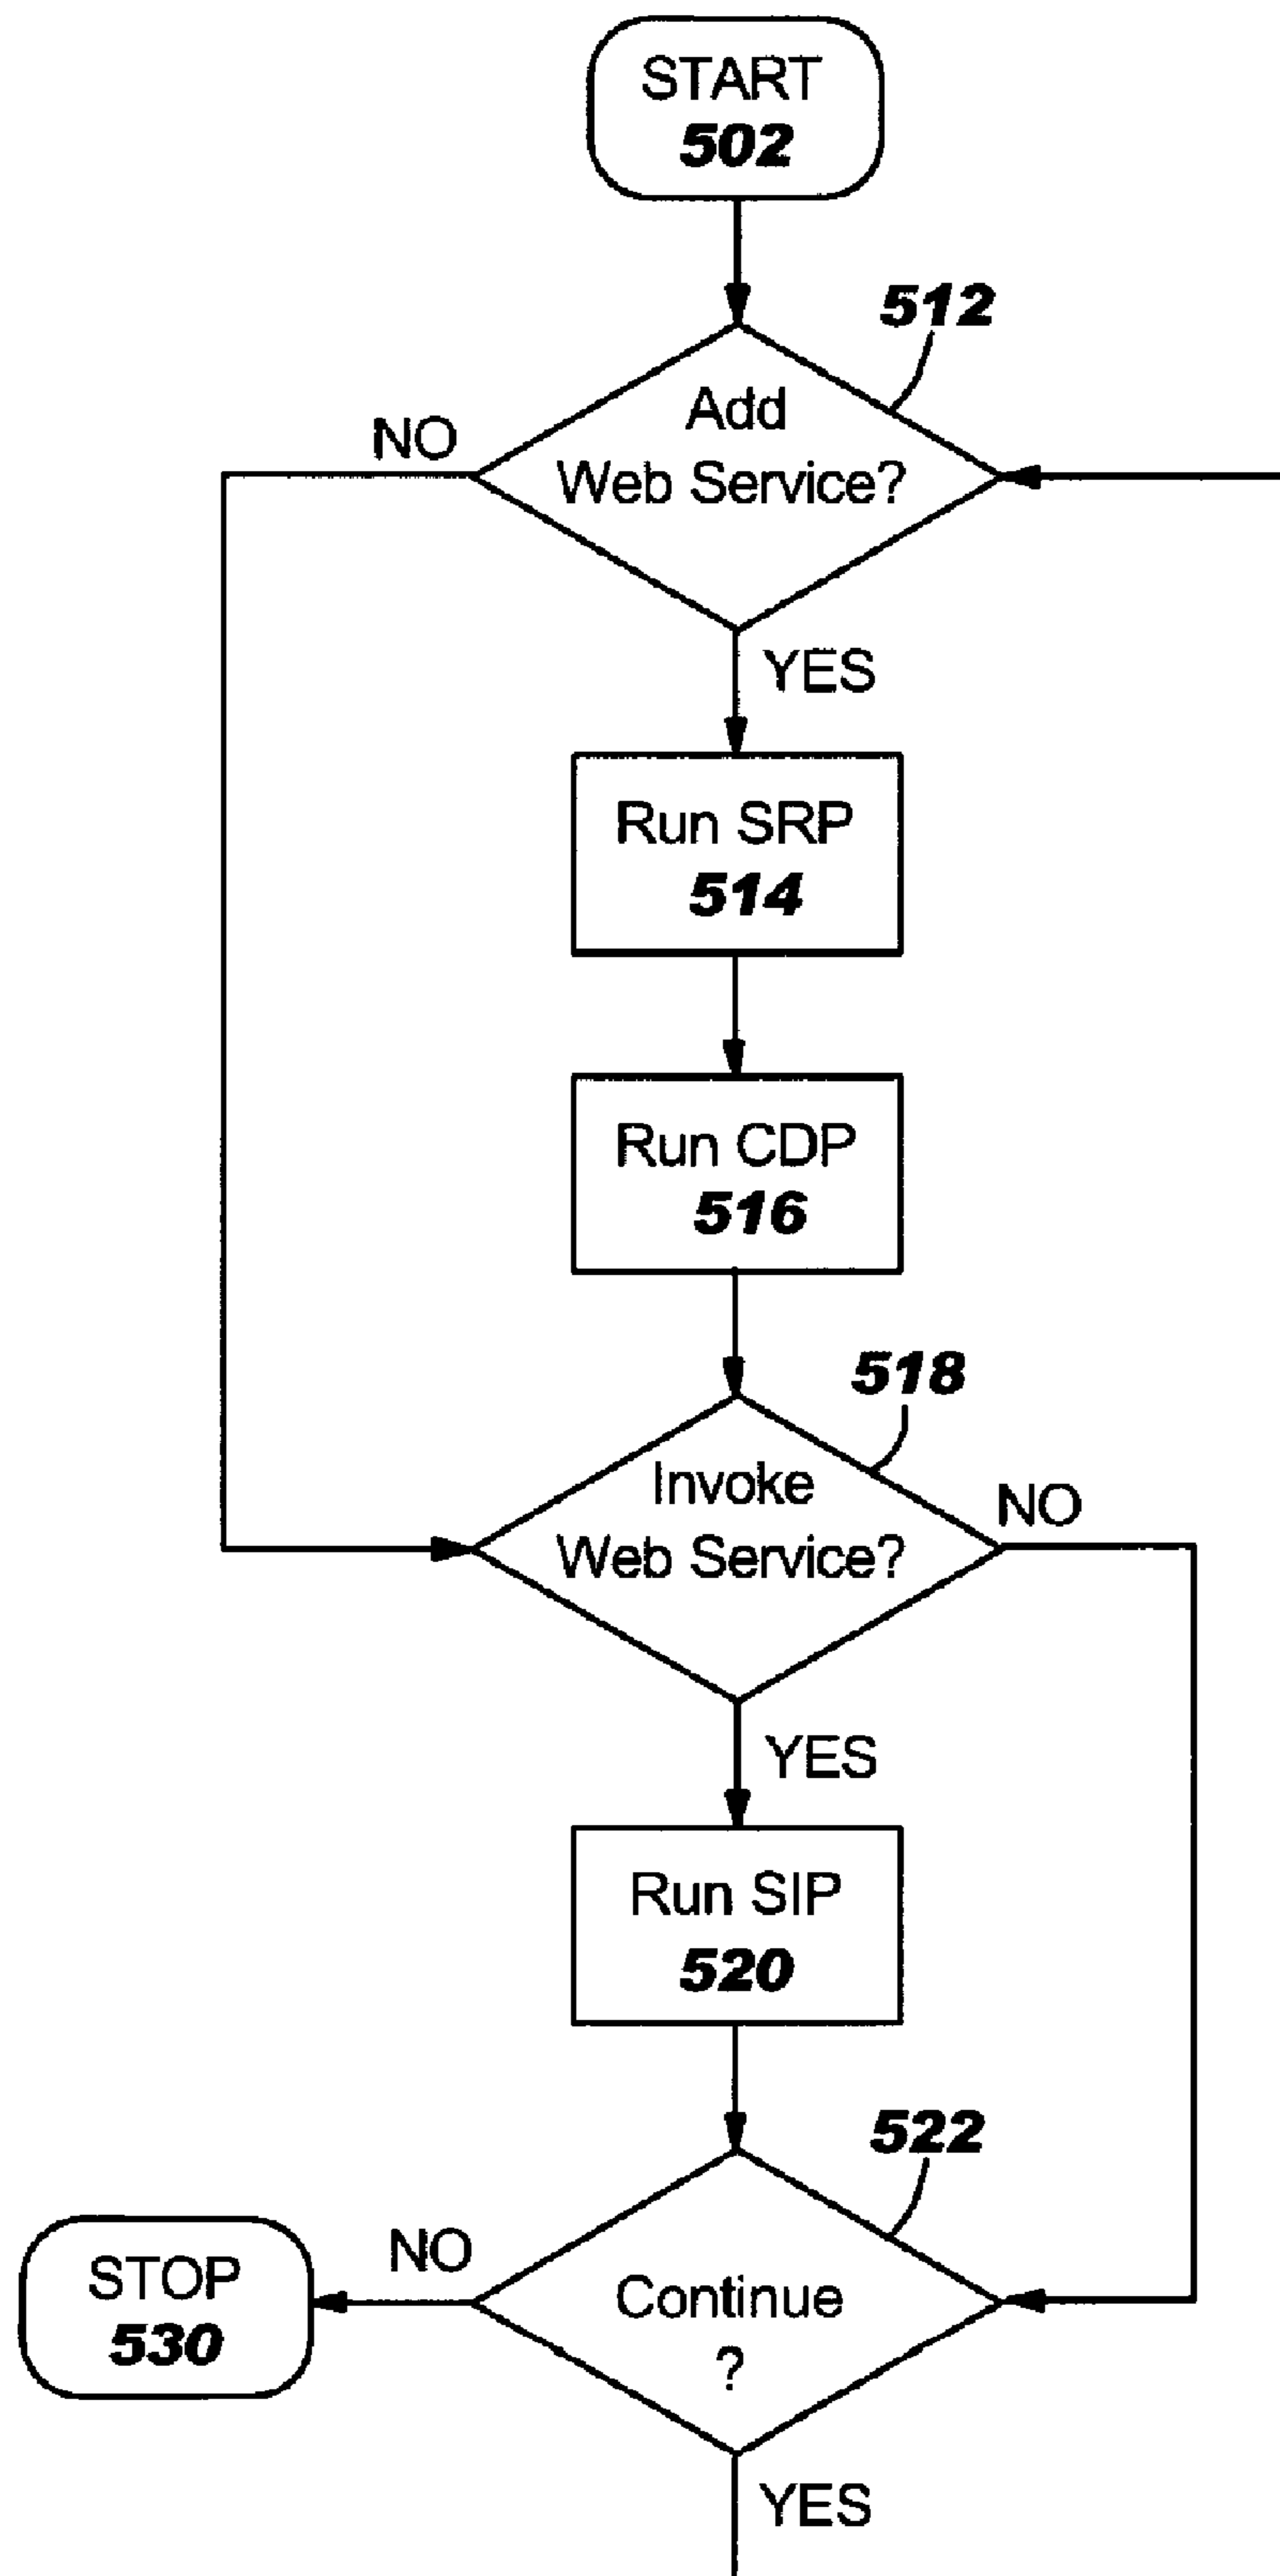 START
502
512
Add
Web Service?
NO
YES
Run SRP
514
Run CDP
516
518
Invoke
Web Service?
NO
YES
Run SIP
520
522
Continue
?
NO
STOP
530
YES